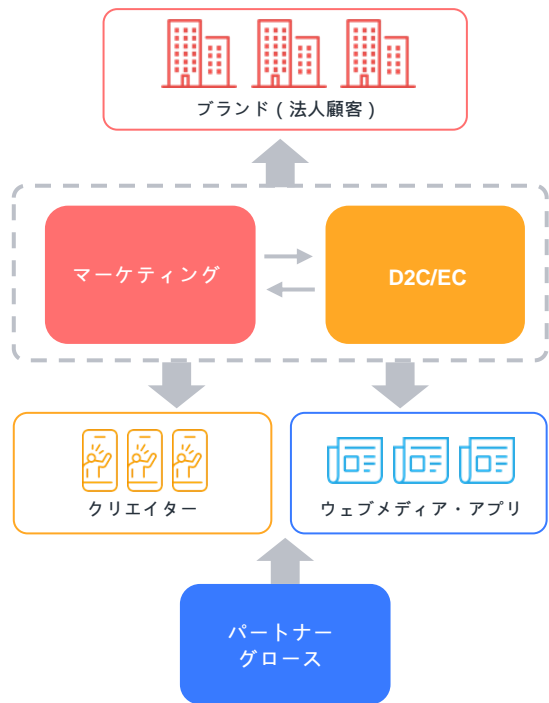 ブランド ( 法人顧客 )
マーケティング
D2C/EC
クリエイター
ウェブメディア・アプリ
パートナー
グロース